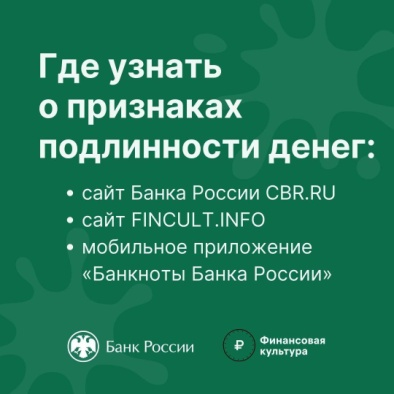 Где узнать
о признаках
подлинности денег:
• сайт Банка России CBR.RU
• сайт FINCULT.INFO
• мобильное приложение
«Банкноты Банка России»
Банк России
₽
Финансовая
культура